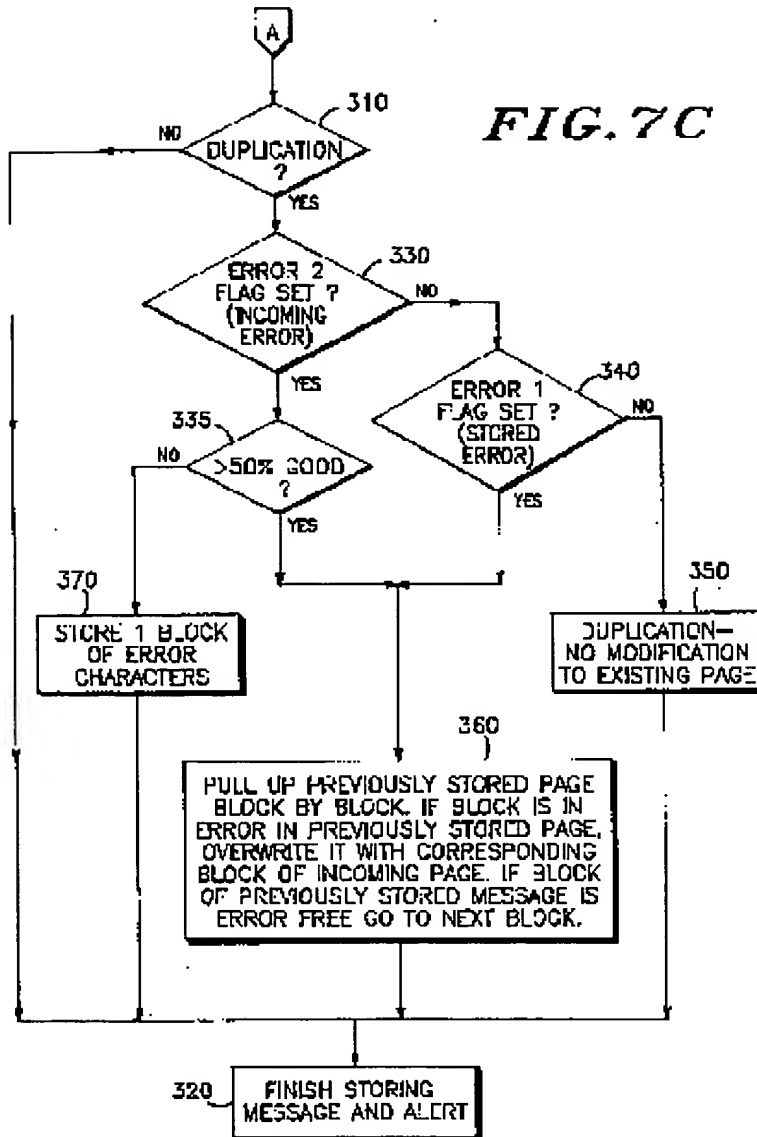 A
310
FIG. 7C
NO
DUPLICATION
?
YES
330
ERROR 2
FLAG SET ?
(INCOMING
ERROR)
NO
YES
340
ERROR 1
FLAG SET ?
(STORED
ERROR)
NO
YES
335
NO
>50% GOOD
?
YES
370
STORE 1 BLOCK
OF ERROR
CHARACTERS
350
DUPLICATION—
NO MODIFICATION
TO EXISTING PAGE
360
PULL UP PREVIOUSLY STORED PAGE
BLOCK BY BLOCK. IF BLOCK IS IN
ERROR IN PREVIOUSLY STORED PAGE,
OVERWRITE IT WITH CORRESPONDING
BLOCK OF INCOMING PAGE. IF BLOCK
OF PREVIOUSLY STORED MESSAGE IS
ERROR FREE GO TO NEXT BLOCK.
320
FINISH STORING
MESSAGE AND ALERT